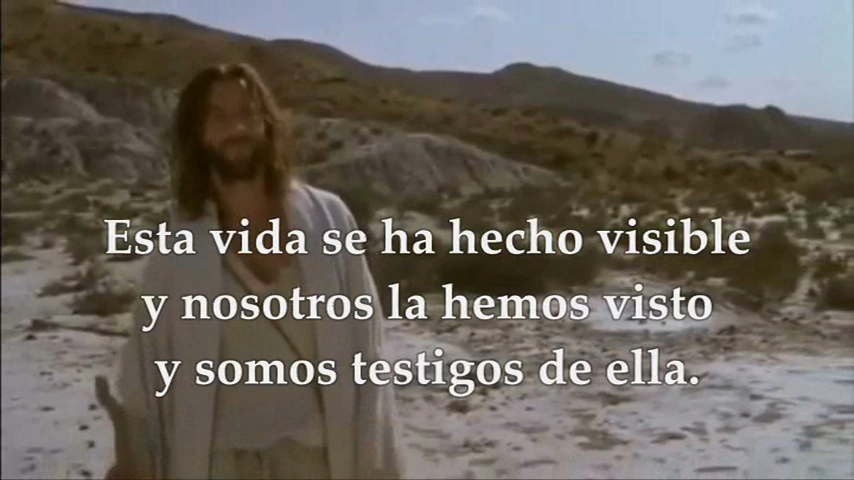 Esta vida se ha hecho visible
y nosotros la hemos visto
y somos testigos de ella.